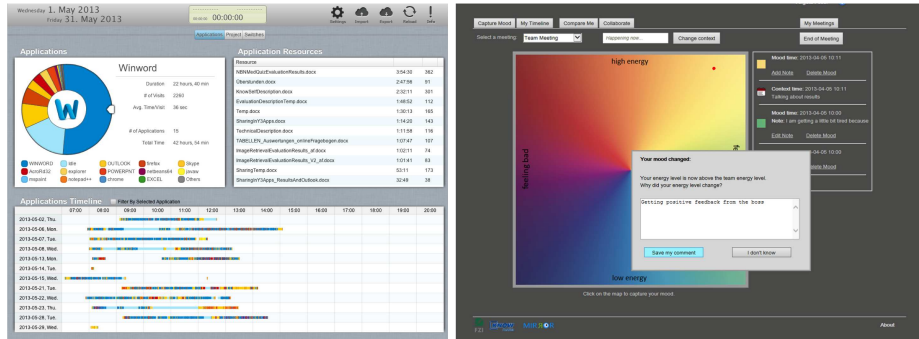 Wednesday 1. May 2013
Friday 31. May 2013
00:00:00
Settings Import Export Reload Info
Applications Project Switches
Applications
Winword
Duration 22 hours, 40 min
# of Visits 2260
Avg. Time/Visit 36 sec
# of Applications 15
Total Time 42 hours, 54 min
WINWORD idle OUTLOOK firefox Skype
AcroRd32 explorer POWERPNT netbeans64 javaw
mspaint notepad++ chrome EXCEL Others
Application Resources
Resource
NBNMedQuizEvaluationResults.docx 3:54:30 362
Überstunden.docx 2:47:56 91
KnowSelfDescription.docx 2:32:11 301
EvaluationDescriptionTemp.docx 1:46:52 112
Temp.docx 1:30:13 165
SharingInY3Apps.docx 1:14:20 143
TechnicalDescription.docx 1:11:58 116
TABELLEN_Auswertungen_onlineFragebogen.docx 1:07:47 107
ImageRetrievalEvaluationResults_af.docx 1:02:11 74
ImageRetrievalEvaluationResults_V2_af.docx 1:01:41 63
SharingTemp.docx 53:11 173
SharingInY3Apps_ResultsAndOutlook.docx 32:49 39
Applications Timeline Filter By Selected Application
07:00 08:00 09:00 10:00 11:00 12:00 13:00 14:00 15:00 16:00 17:00 18:00 19:00 20:00
2013-05-02, Thu.
2013-05-06, Mon.
2013-05-07, Tue.
2013-05-08, Wed.
2013-05-13, Mon.
2013-05-14, Tue.
2013-05-15, Wed.
2013-05-21, Tue.
2013-05-22, Wed.
2013-05-23, Thu.
2013-05-28, Tue.
2013-05-29, Wed.
Capture Mood My Timeline Compare Me Collaborate My Meetings
Select a meeting: Team Meeting Happening now... Change context End of Meeting
high energy
feeling bad
low energy
Click on the map to capture your mood.
Mood time: 2013-04-05 10:11
Add Note Delete Mood
Context time: 2013-04-05 10:11
Talking about results
Mood time: 2013-04-05 10:00
Note: I am getting a little bit tired because
Edit Note Delete Mood
2013-04-05 10:00
Delete Mood
Your mood changed:
Your energy level is now above the team energy level.
Why did your energy level change?
Getting positive feedback from the boss
Save my comment I don't know
MIRROR
About